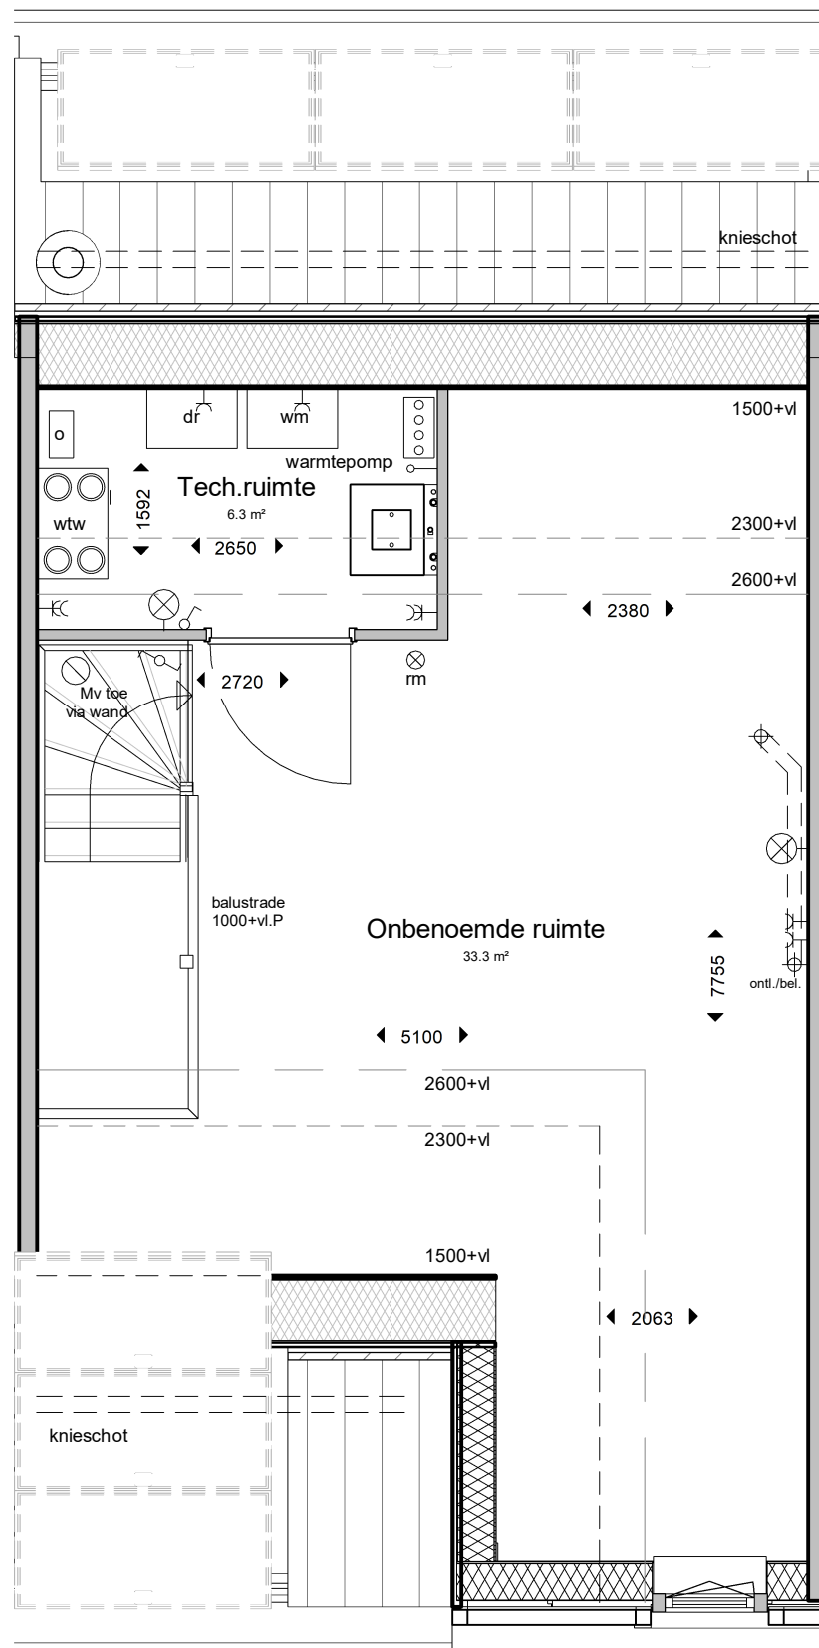 knieschot
1500+vl
dr
wm
o
warmtepomp
Tech.ruimte
6.3 m²
1592
wtw
2650
2300+vl
2600+vl
2380
rm
2720
Mv toe
via wand
balustrade
1000+vl.P
Onbenoemde ruimte
33.3 m²
7755
ontl./bel.
5100
2600+vl
2300+vl
1500+vl
2063
knieschot